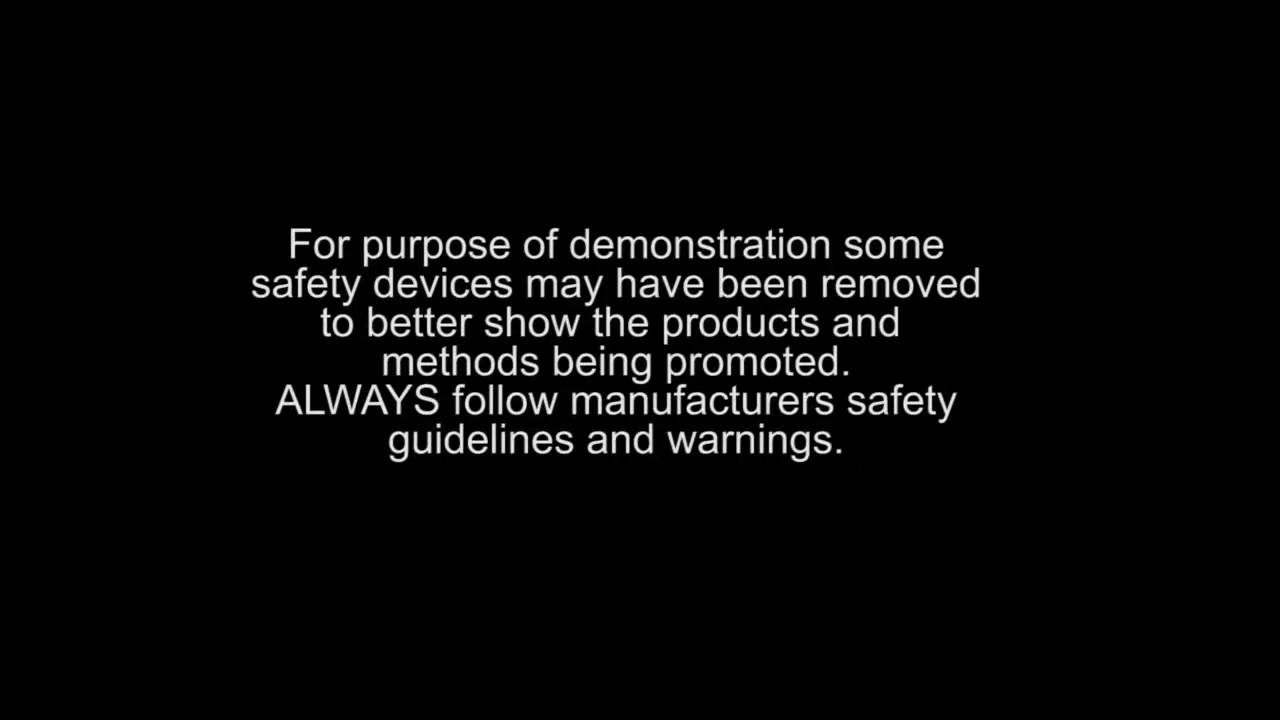 For purpose of demonstration some
safety devices may have been removed
to better show the products and
methods being promoted.
ALWAYS follow manufacturers safety
guidelines and warnings.